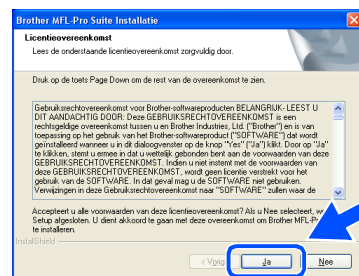 Brother MFL-Pro Suite Installatie
Licentieovereenkomst
Lees de onderstaande licentieovereenkomst zorgvuldig door.
Druk op de toets Page Down om de rest van de overeenkomst te zien.
Gebruiksrechtovereenkomst voor Brother-softwareproducten BELANGRIJK- LEEST U
DIT AANDACHTIG DOOR: Deze GEBRUIKSRECHTOVEREENKOMST is een
rechtsgeldige overeenkomst tussen u en Brother Industries, Ltd. ("Brother") en is van
toepassing op het gebruik van het Brother-softwareproduct ("SOFTWARE") dat wordt
geïnstalleerd wanneer u in dit dialoogvenster op de knop "Yes" ("Ja") klikt. Door op "Ja"
te klikken, stemt u ermee in dat u wettelijk gebonden bent aan de voorwaarden van deze
GEBRUIKSRECHTOVEREENKOMST. Indien u niet instemt met de voorwaarden van
deze GEBRUIKSRECHTOVEREENKOMST, wordt geen licentie verstrekt voor het
gebruik van de SOFTWARE. In dat geval mag u de SOFTWARE niet gebruiken.
Verwijzingen in deze Gebruiksrechtovereenkomst naar "SOFTWARE" zullen waar de
Accepteert u alle voorwaarden van deze licentieovereenkomst? Als u Nee selecteert,
Setup afgesloten. U dient akkoord te gaan met deze overeenkomst om Brother MFL-P
te installeren.
InstallShield
< Vorig
Ja
Nee